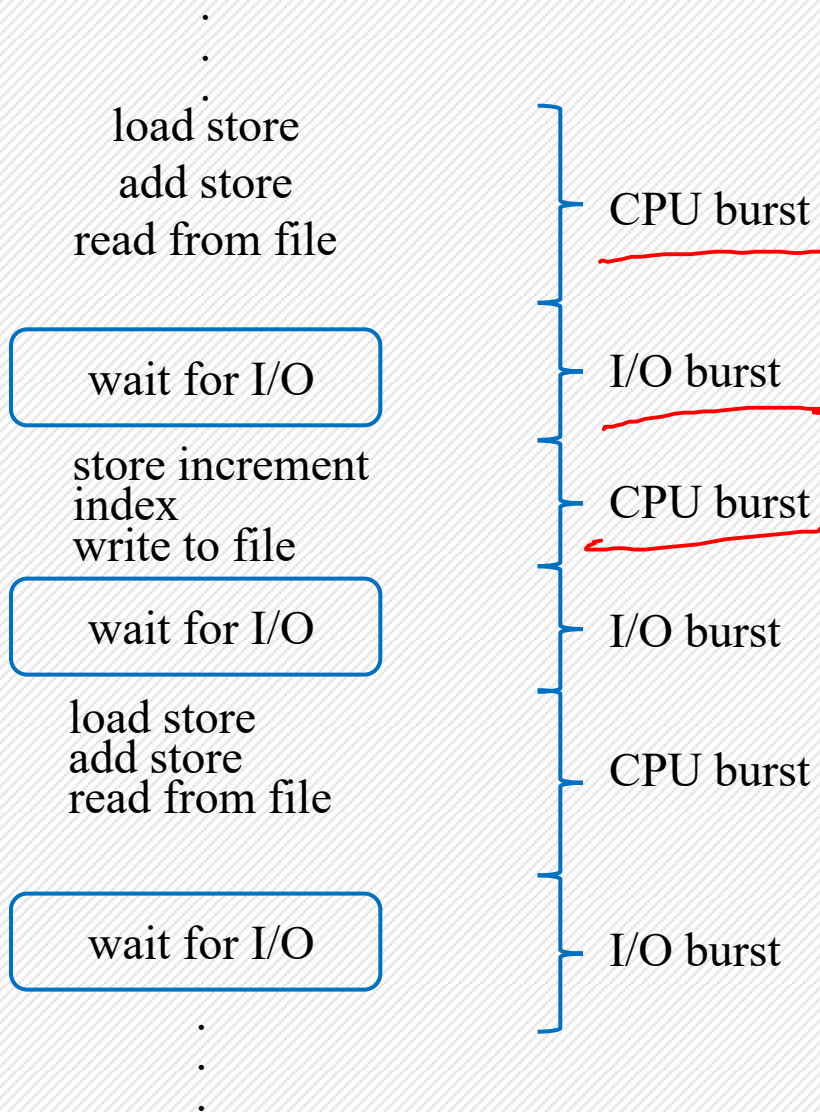 .
.
.
load store
add store
read from file
CPU burst
wait for I/O
I/O burst
store increment
index
write to file
CPU burst
wait for I/O
I/O burst
load store
add store
read from file
CPU burst
wait for I/O
I/O burst
.
.
.